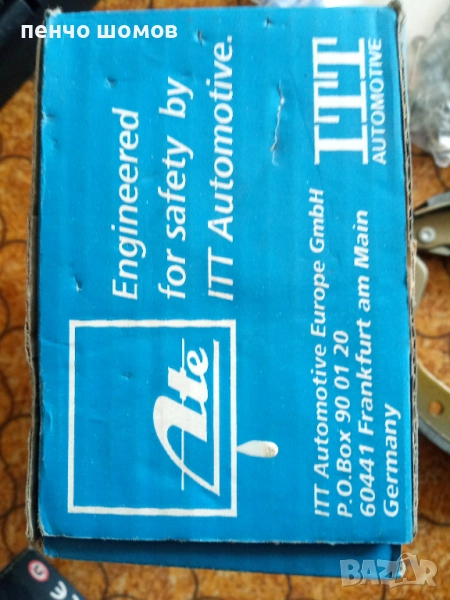 пенчо шомов
Engineered
for safety by
ITT Automotive.
ITT
AUTOMOTIVE
Ate
ITT Automotive Europe GmbH
P.O.Box 90 01 20
60441 Frankfurt am Main
Germany
BAZAR